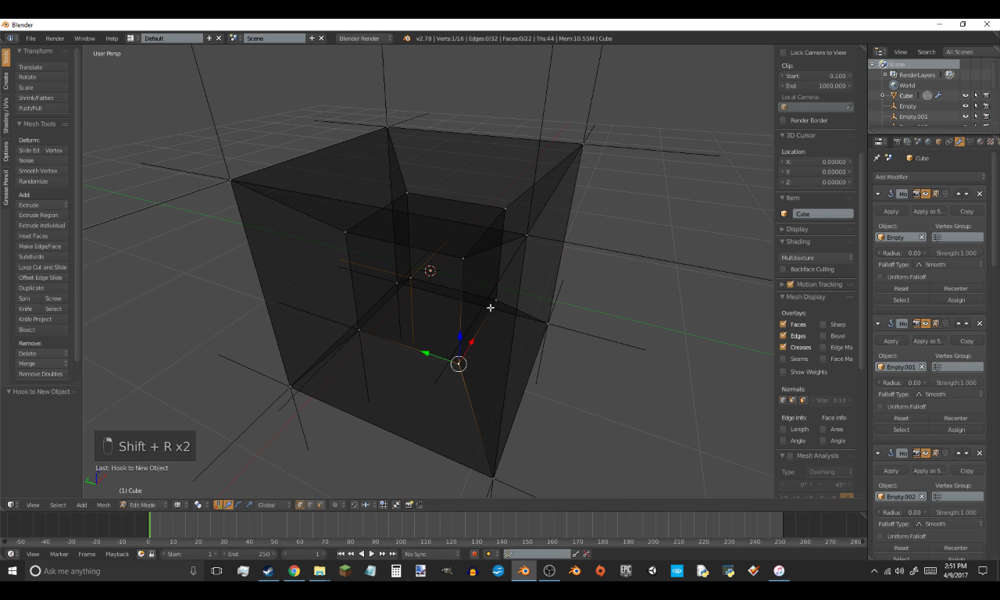 Blender
File Render Window Help Default Scene Blender Render v2.78 | Verts:1/16 | Edges:0/32 | Faces:0/22 | Tris:44 | Mem:10.55M | Cube
Tools
Create
Shading / UVs
Options
Grease Pencil
Transform
Translate
Rotate
Scale
Shrink/Fatten
Push/Pull
Mesh Tools
Deform:
Slide Ed Vertex
Noise
Smooth Vertex
Randomize
Add:
Extrude
Extrude Region
Extrude Individual
Inset Faces
Make Edge/Face
Subdivide
Loop Cut and Slide
Offset Edge Slide
Duplicate
Spin Screw
Knife Select
Knife Project
Bisect
Remove:
Delete
Merge
Remove Doubles
Hook to New Object
User Persp
Shift + R x2
Last: Hook to New Object
(1) Cube
Lock Camera to View
Clip:
Start: 0.100
End: 1000.000
Local Camera:
Render Border
3D Cursor
Location:
X: 0.00000
Y: 0.00000
Z: 0.00000
Item
Cube
Display
Shading
Multitexture
Backface Culling
Motion Tracking
Mesh Display
Overlays:
Faces Sharp
Edges Bevel
Creases Edge Ma
Seams Face Ma
Show Weights
Normals:
Size: 0.10
Edge Info: Face Info:
Length Area
Angle Angle
Mesh Analysis
Type: Overhang
0° 45°
View Search All Scenes
Scene
RenderLayers
World
Cube
Empty
Empty.001
Cube
Add Modifier
Ho
Apply Apply as S... Copy
Object: Vertex Group:
Empty
Radius: 0.00 Strength:1.000
Falloff Type: Smooth
Uniform Falloff
Reset Recenter
Select Assign
Ho
Apply Apply as S... Copy
Object: Vertex Group:
Empty.001
Radius: 0.00 Strength:1.000
Falloff Type: Smooth
Uniform Falloff
Reset Recenter
Select Assign
Ho
Apply Apply as S... Copy
Object: Vertex Group:
Empty.002
Radius: 0.00 Strength:1.000
Falloff Type: Smooth
Uniform Falloff
Reset Recenter
View Select Add Mesh Edit Mode Global
-50 -40 -30 -20 -10 0 10 20 30 40 50 60 70 80 90 100 110 120 130 140 150 160 170 180 190 200 210 220 230 240 250 260 270 280
View Marker Frame Playback Start: 1 End: 250 1 No Sync
Ask me anything
EPIC
GAMES
2:51 PM
4/9/2017